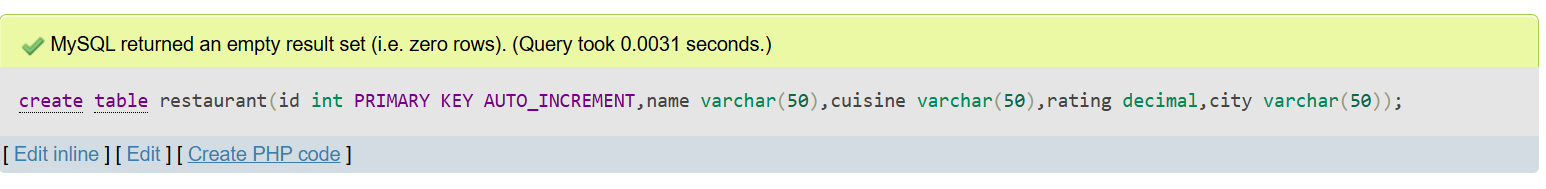 MySQL returned an empty result set (i.e. zero rows). (Query took 0.0031 seconds.)
create table restaurant(id int PRIMARY KEY AUTO_INCREMENT,name varchar(50),cuisine varchar(50),rating decimal,city varchar(50));
[ Edit inline ] [ Edit ] [ Create PHP code ]